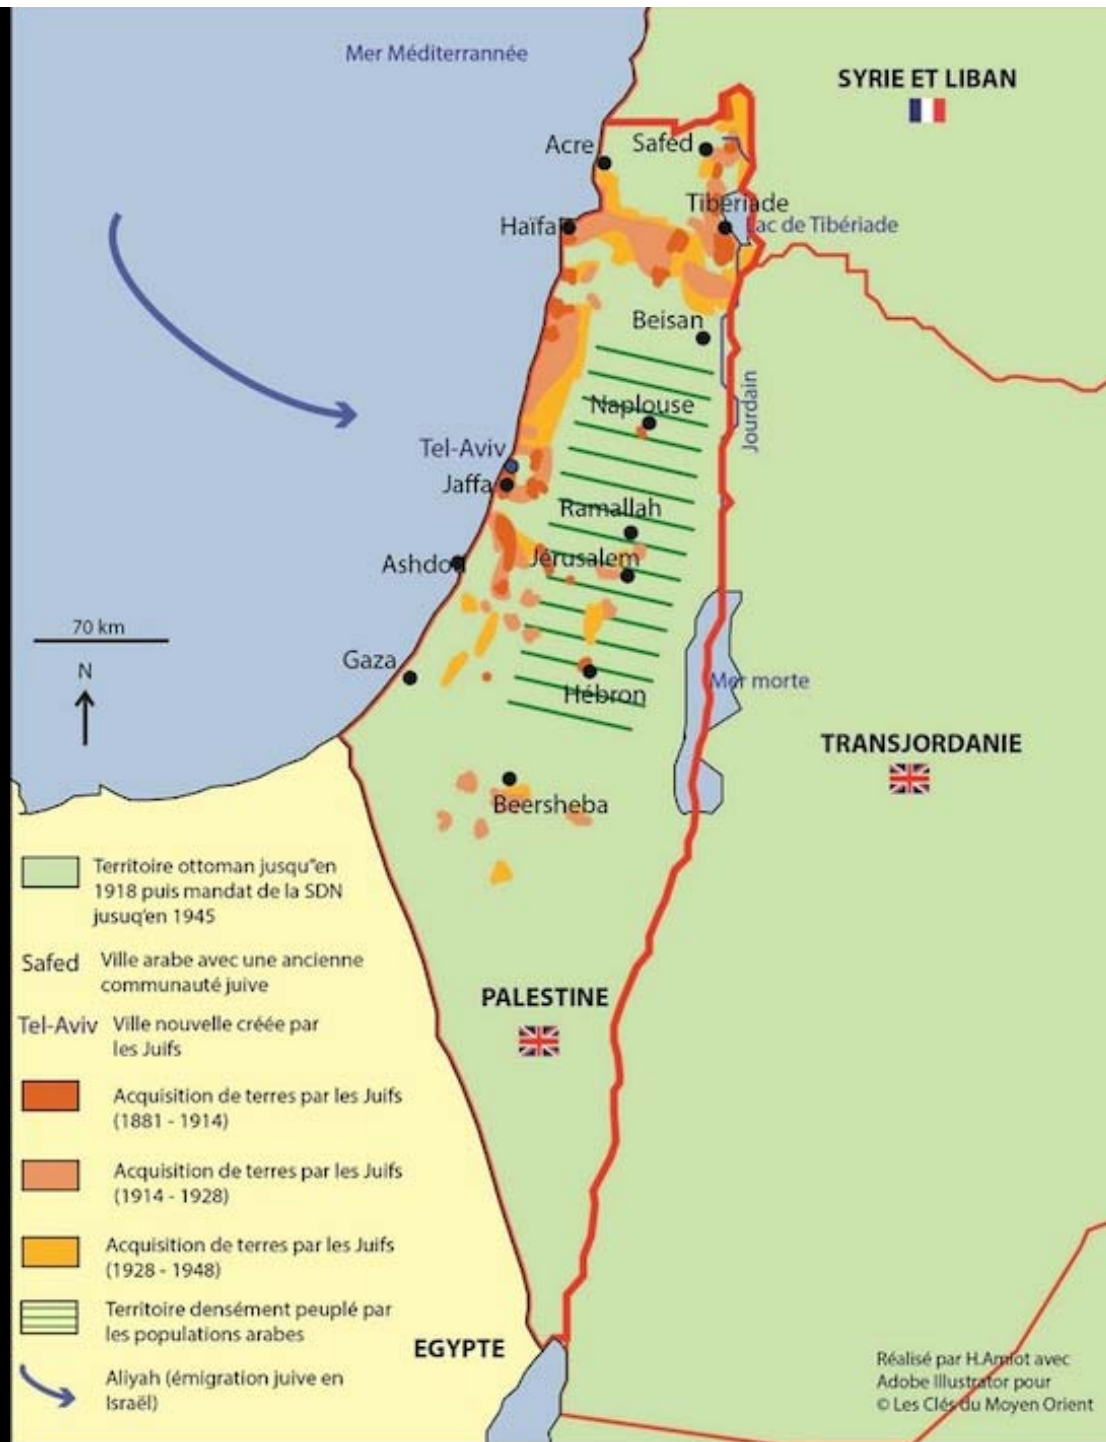 Mer Méditerrannée
SYRIE ET LIBAN
Acre
Safed
Tibériade
Haïfa
Lac de Tibériade
Beisan
Jourdain
Naplouse
Tel-Aviv
Jaffa
Ramallah
Ashdod
Jérusalem
70 km
N
Gaza
Mer morte
Hébron
TRANSJORDANIE
Beersheba
Territoire ottoman jusqu"en
1918 puis mandat de la SDN
jusuq'en 1945
Safed
Ville arabe avec une ancienne
communauté juive
PALESTINE
Tel-Aviv
Ville nouvelle créée par
les Juifs
Acquisition de terres par les Juifs
(1881 - 1914)
Acquisition de terres par les Juifs
(1914 - 1928)
Acquisition de terres par les Juifs
(1928 - 1948)
Territoire densément peuplé par
les populations arabes
EGYPTE
Aliyah (émigration juive en
Israël)
Réalisé par H.Amiot avec
Adobe Illustrator pour
© Les Clés du Moyen Orient